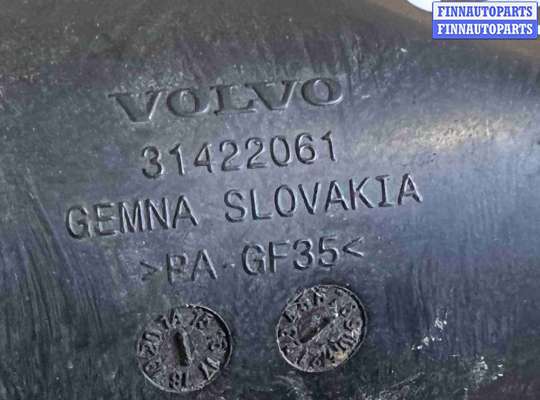 FINNAUTOPARTS
FINNAUTOPARTS
VOLVO
31422061
GEMNA SLOVAKIA
>PA-GF35<